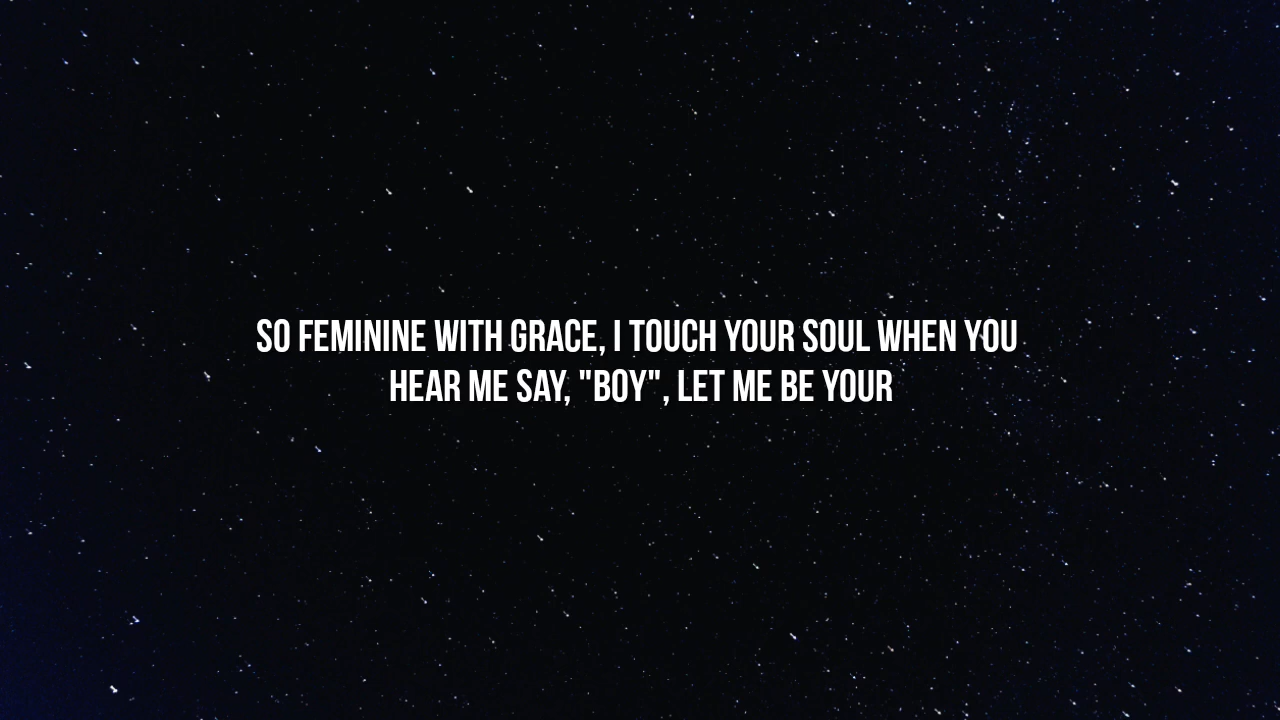 SO FEMININE WITH GRACE, I TOUCH YOUR SOUL WHEN YOU
HEAR ME SAY, "BOY", LET ME BE YOUR